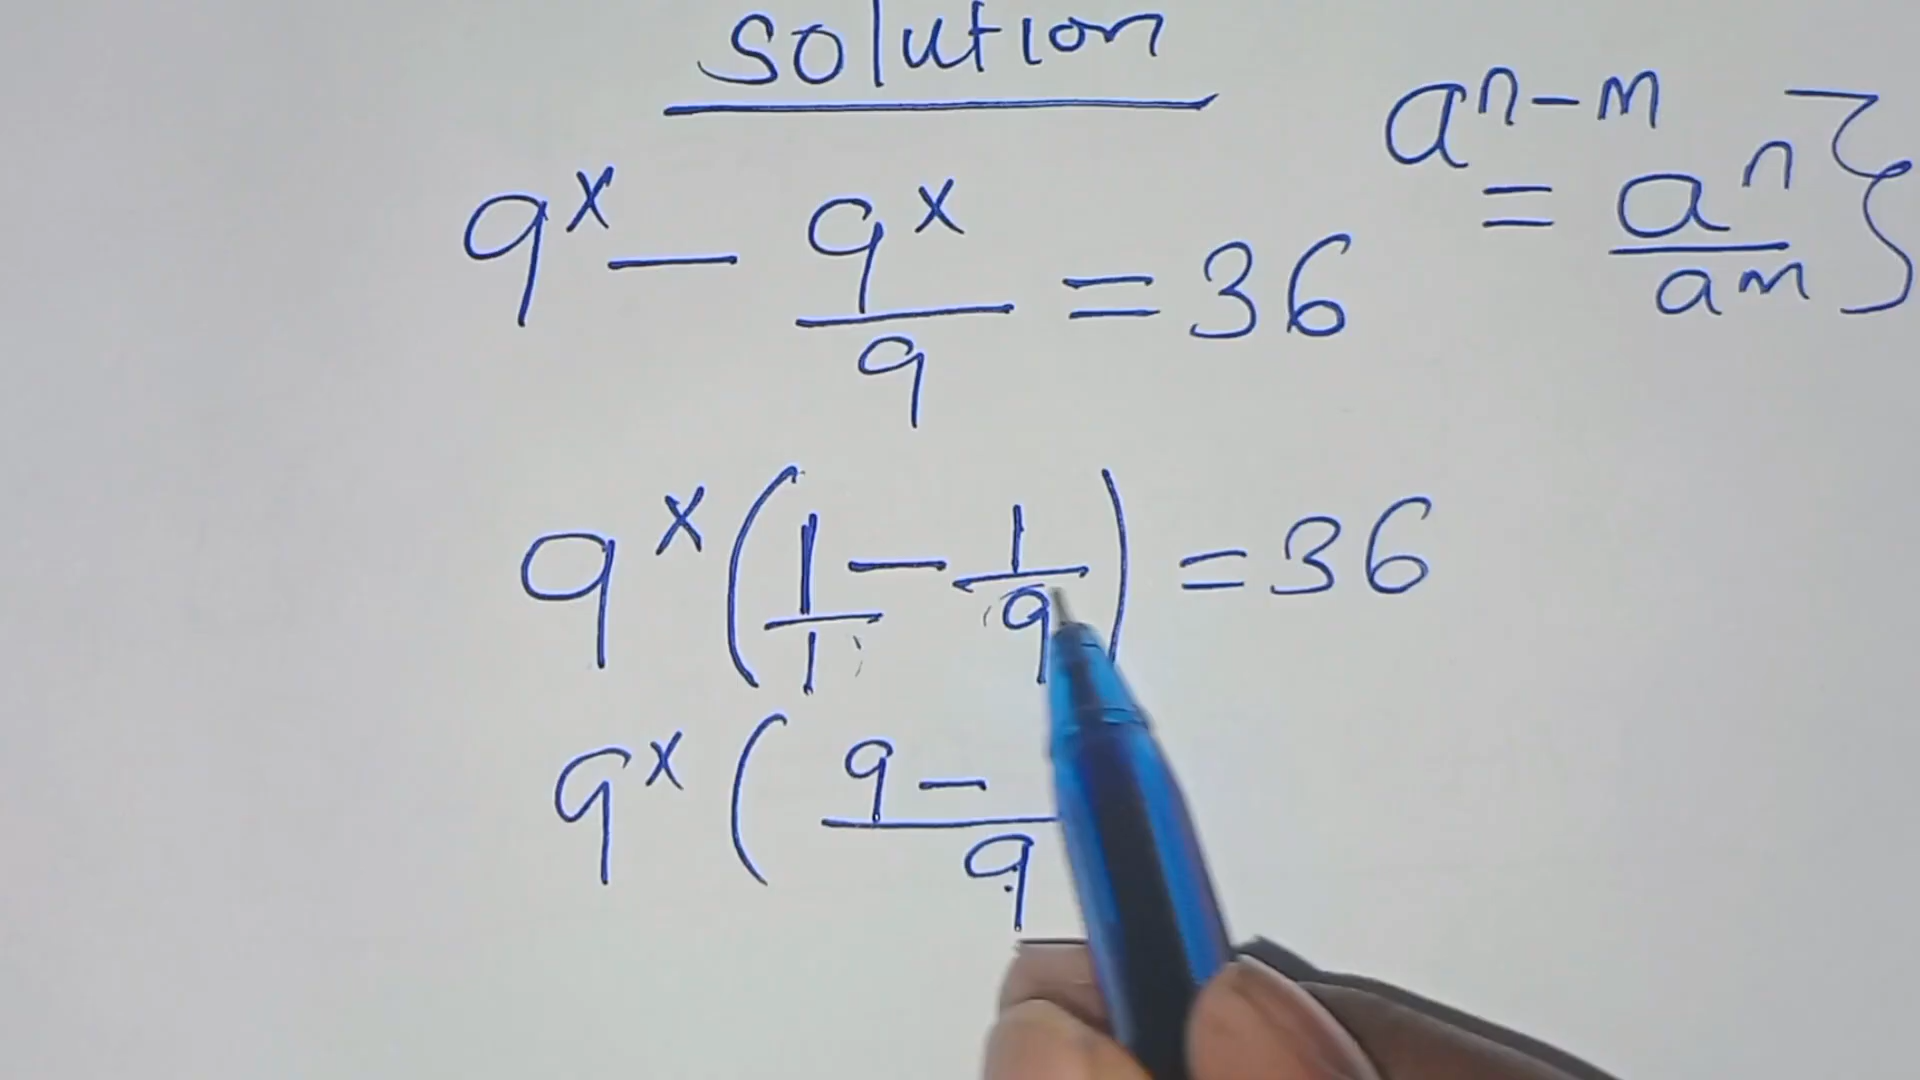 solution
9^x - 9^x/9 = 36
a^n-m
= a^n/a^m }
9^x (1/1 - 1/9) = 36
9^x ( 9 - /9